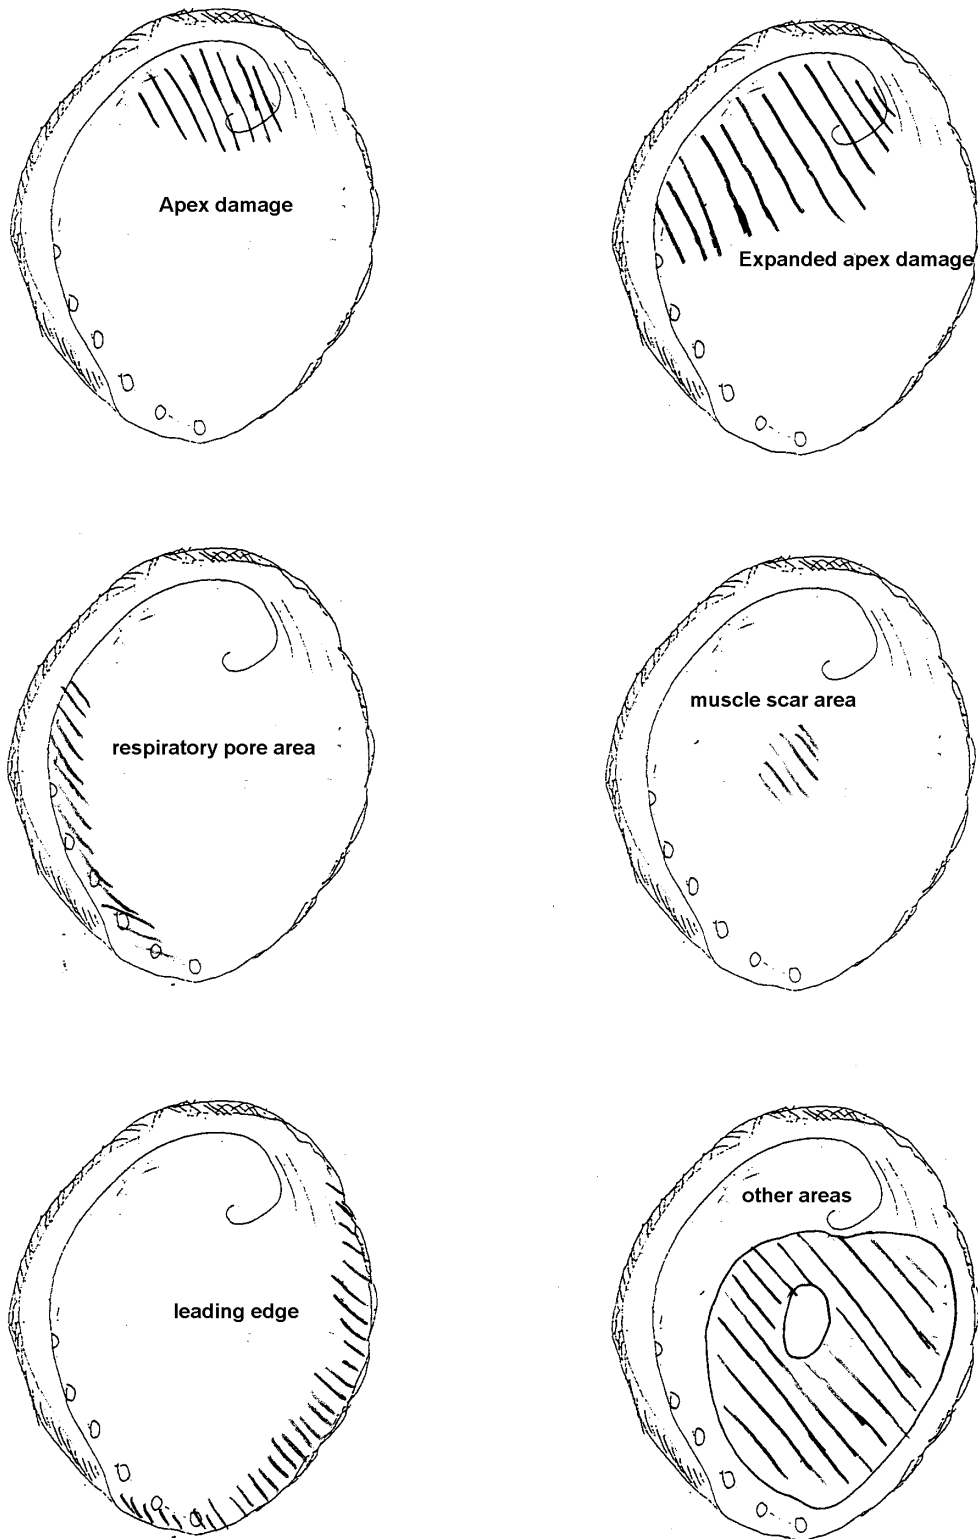 Apex damage
Expanded apex damage
respiratory pore area
muscle scar area
leading edge
other areas